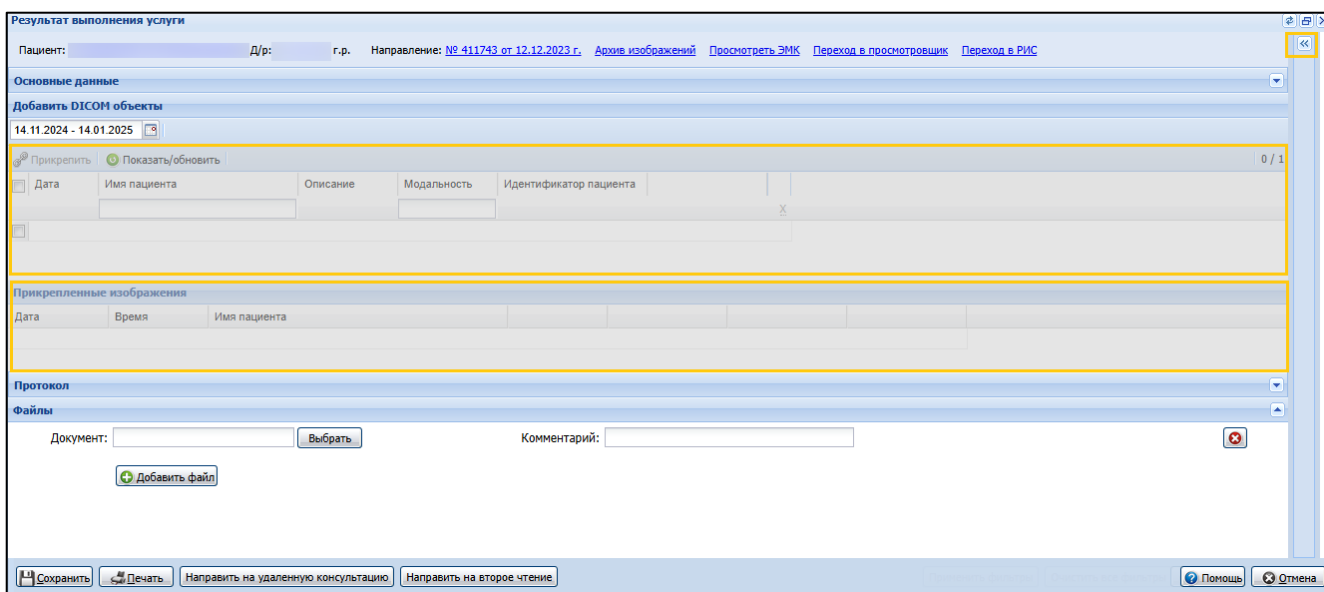 Результат выполнения услуги
Пациент: Д/р: г.р. Направление: № 411743 от 12.12.2023 г. Архив изображений Просмотреть ЭМК Переход в просмотровщик Переход в РИС
Основные данные
Добавить DICOM объекты
14.11.2024 - 14.01.2025
Прикрепить Показать/обновить 0 / 1
Дата Имя пациента Описание Модальность Идентификатор пациента
X
Прикрепленные изображения
Дата Время Имя пациента
Протокол
Файлы
Документ: Выбрать Комментарий:
Добавить файл
Сохранить Печать Направить на удаленную консультацию Направить на второе чтение Помощь Отмена